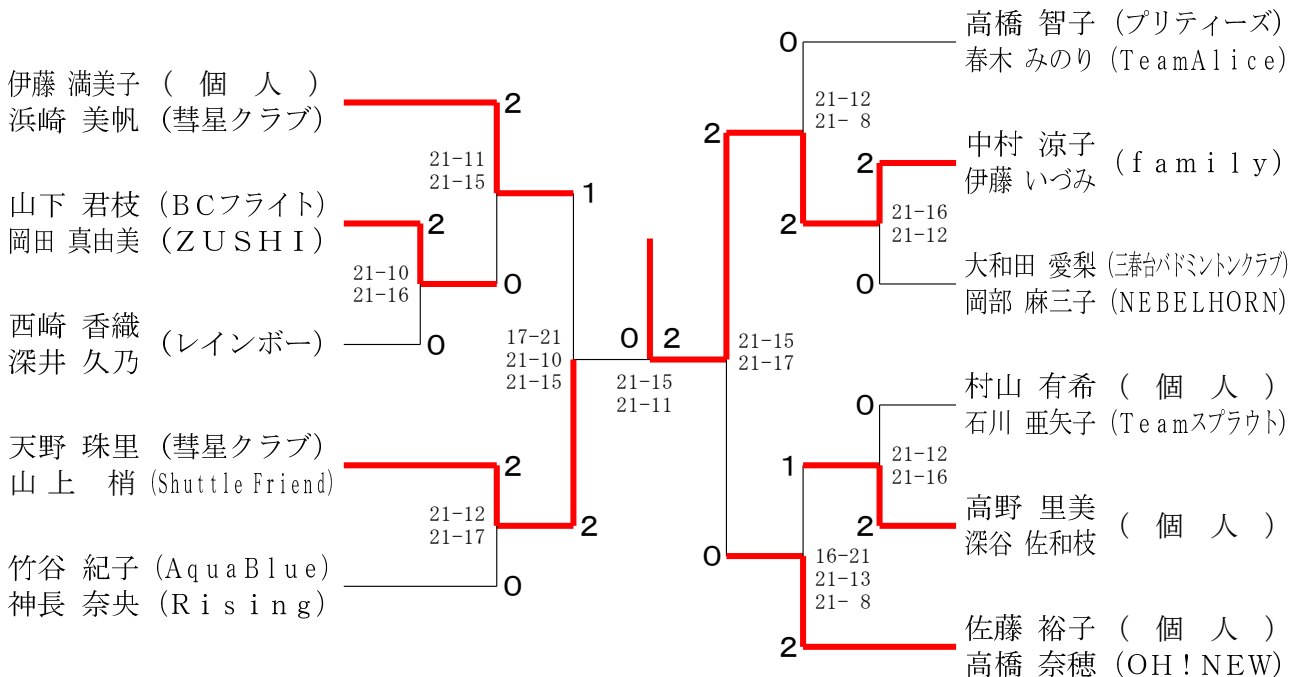 伊藤 満美子 (個人)
浜崎 美帆 (彗星クラブ)
2
21-11
21-15
1
山下 君枝 (BCフライト)
岡田 真由美 (ZUSHI)
2
21-10
21-16
0
西崎 香織
深井 久乃
(レインボー)
0
17-21
21-10
21-15
天野 珠里 (彗星クラブ)
山上 梢 (Shuttle Friend)
2
21-12
21-17
2
竹谷 紀子 (AquaBlue)
神長 奈央 (Rising)
0
0 2
21-15
21-11
高橋 智子 (プリティーズ)
春木 みのり (TeamAlice)
0
21-12
21- 8
2
中村 涼子
伊藤 いづみ
(family)
2
21-16
21-12
2
大和田 愛梨 (三春台バドミントンクラブ)
岡部 麻三子 (NEBELHORN)
0
21-15
21-17
村山 有希 (個人)
石川 亜矢子 (Teamスプラウト)
0
21-12
21-16
1
高野 里美
深谷 佐和枝
(個人)
2
0
16-21
21-13
21- 8
佐藤 裕子 (個人)
高橋 奈穂 (OH!NEW)
2